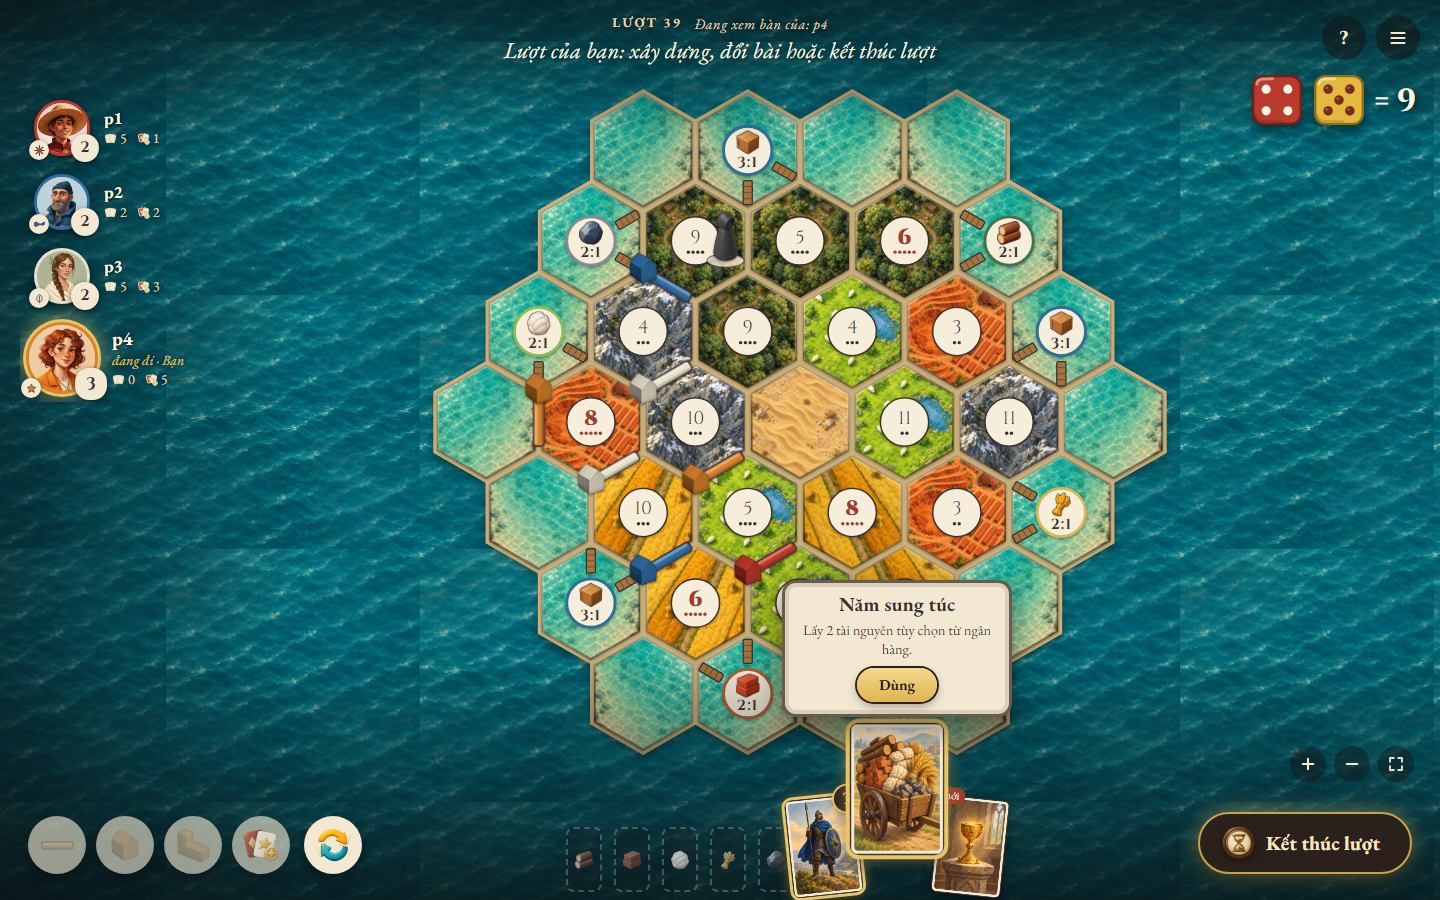 LƯỢT 39 Đang xem bàn của: p4
Lượt của bạn: xây dựng, đổi bài hoặc kết thúc lượt
?
= 9
p1
5 1
2
p2
2 2
2
p3
5 3
2
p4
đang đi · Bạn
0 5
3
3:1
2:1
9
5
6
2:1
2:1
4
9
4
3
3:1
8
10
11
11
10
5
8
3
2:1
3:1
6
2:1
Năm sung túc
Lấy 2 tài nguyên tùy chọn từ ngân
hàng.
Dùng
Kết thúc lượt